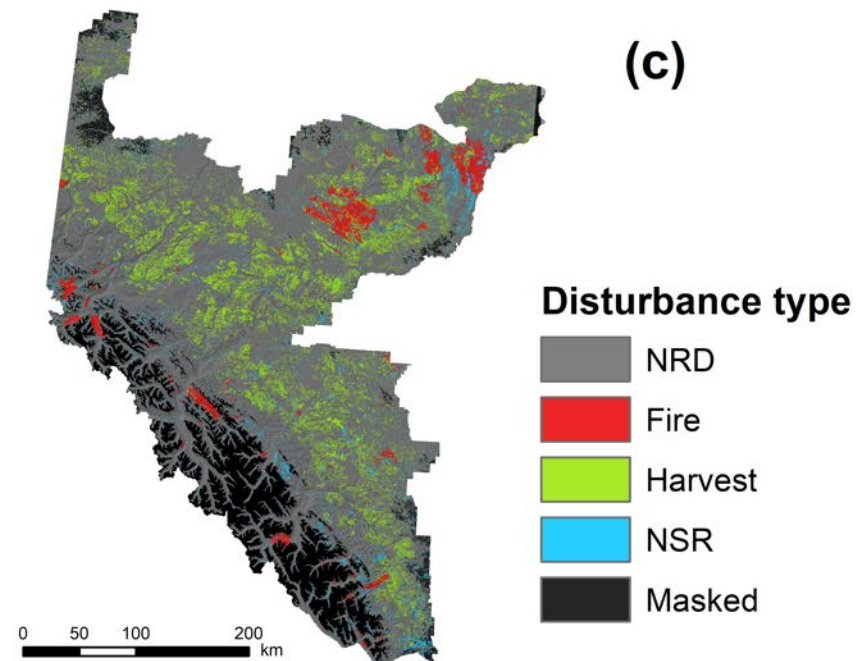 (c)
Disturbance type
NRD
Fire
Harvest
NSR
Masked
0 50 100 200
km